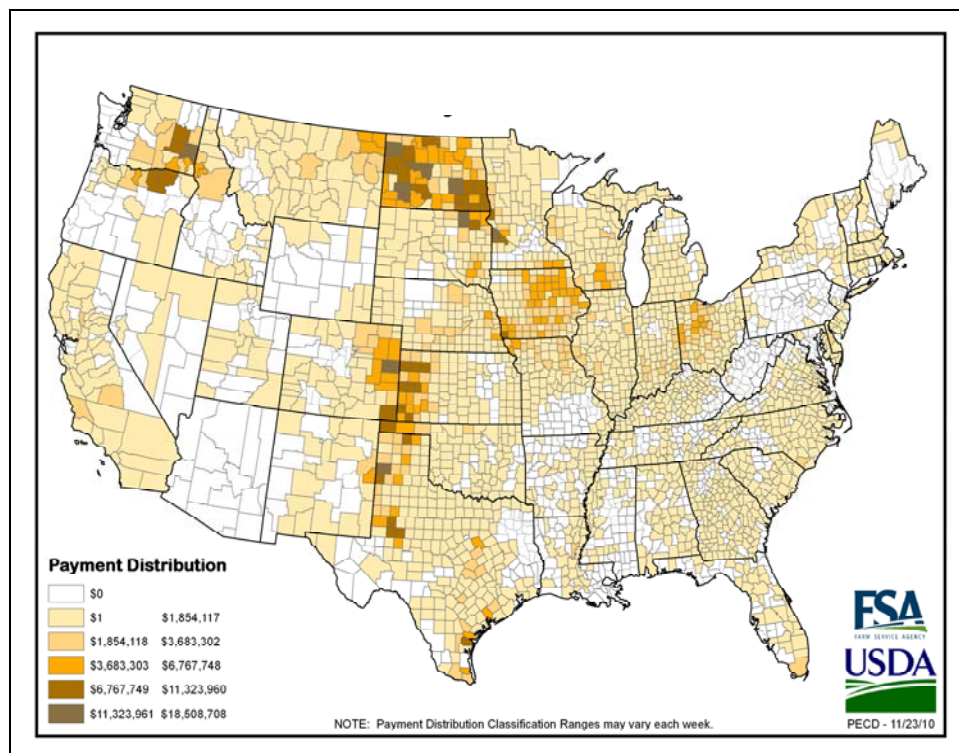 Payment Distribution
$0
$1 $1,854,117
$1,854,118 $3,683,302
$3,683,303 $6,767,748
$6,767,749 $11,323,960
$11,323,961 $18,508,708
NOTE: Payment Distribution Classification Ranges may vary each week.
FSA
FARM SERVICE AGENCY
USDA
PECD - 11/23/10